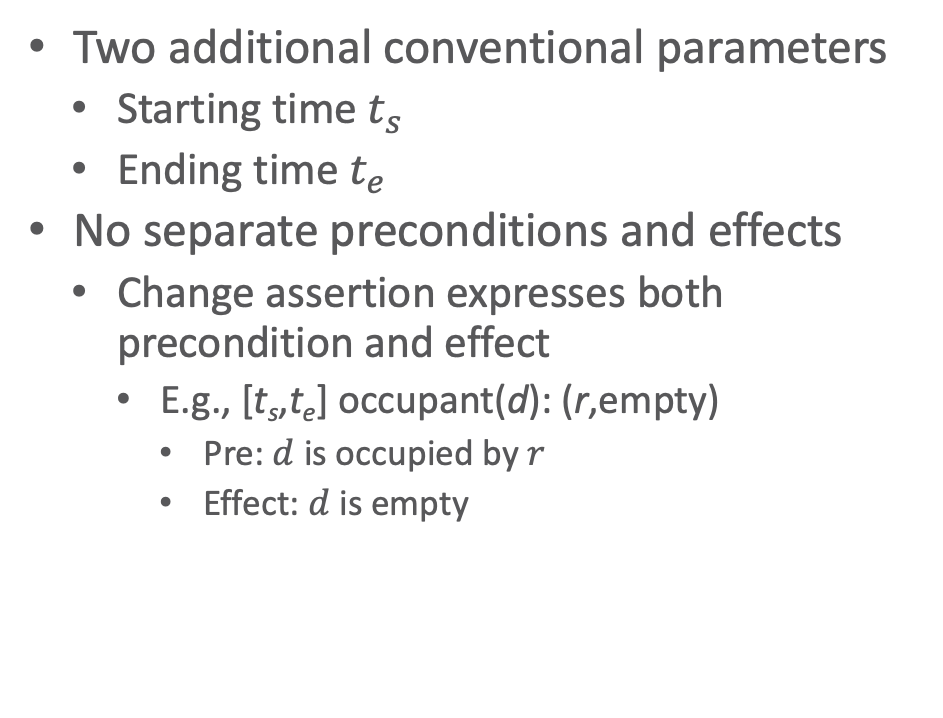 • Two additional conventional parameters
• Starting time $t_s$
• Ending time $t_e$
• No separate preconditions and effects
• Change assertion expresses both
precondition and effect
• E.g., [$t_s$,$t_e$] occupant(d): (r,empty)
• Pre: d is occupied by r
• Effect: d is empty